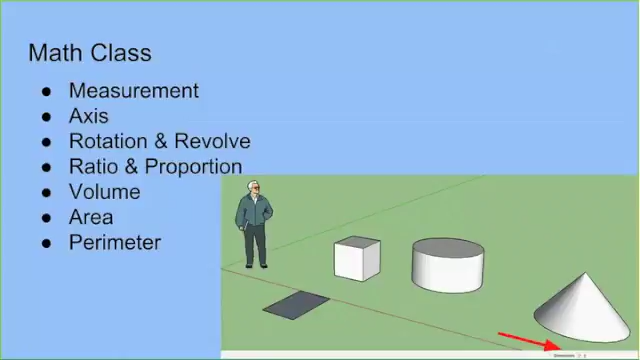 Math Class
● Measurement
● Axis
● Rotation & Revolve
● Ratio & Proportion
● Volume
● Area
● Perimeter